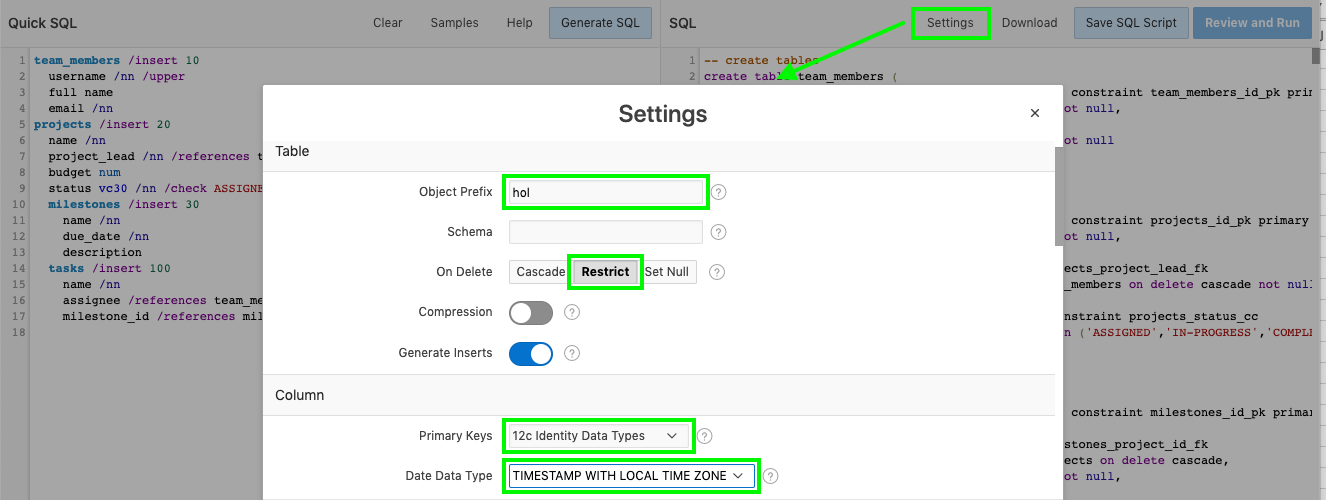 Quick SQL
Clear
Samples
Help
Generate SQL
SQL
Settings
Download
Save SQL Script
Review and Run
1 team_members /insert 10
2 username /nn /upper
3 full name
4 email /nn
5 projects /insert 20
6 name /nn
7 project_lead /nn /references t
8 budget num
9 status vc30 /nn /check ASSIGNE
10 milestones /insert 30
11 name /nn
12 due_date /nn
13 description
14 tasks /insert 100
15 name /nn
16 assignee /references team_me
17 milestone_id /references mil
18
1 -- create tables
2 create table team_members (
constraint team_members_id_pk prim
ot null,
ot null
constraint projects_id_pk primary
ot null,
ects_project_lead_fk
_members on delete cascade not null
nstraint projects_status_cc
n ('ASSIGNED','IN-PROGRESS','COMPLE
constraint milestones_id_pk primar
stones_project_id_fk
ects on delete cascade,
ot null,
Settings
×
Table
Object Prefix
hol
?
Schema
?
On Delete
Cascade
Restrict
Set Null
?
Compression
?
Generate Inserts
?
Column
Primary Keys
12c Identity Data Types
?
Date Data Type
TIMESTAMP WITH LOCAL TIME ZONE
?